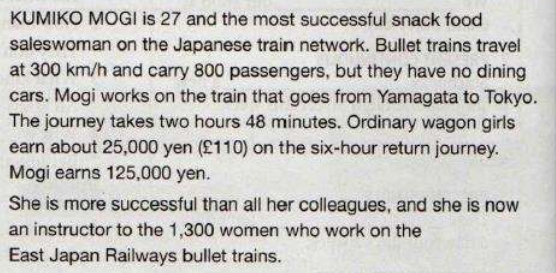 KUMIKO MOGI is 27 and the most successful snack food
saleswoman on the Japanese train network. Bullet trains travel
at 300 km/h and carry 800 passengers, but they have no dining
cars. Mogi works on the train that goes from Yamagata to Tokyo.
The journey takes two hours 48 minutes. Ordinary wagon girls
earn about 25,000 yen (£110) on the six-hour return journey.
Mogi earns 125,000 yen.
She is more successful than all her colleagues, and she is now
an instructor to the 1,300 women who work on the
East Japan Railways bullet trains.